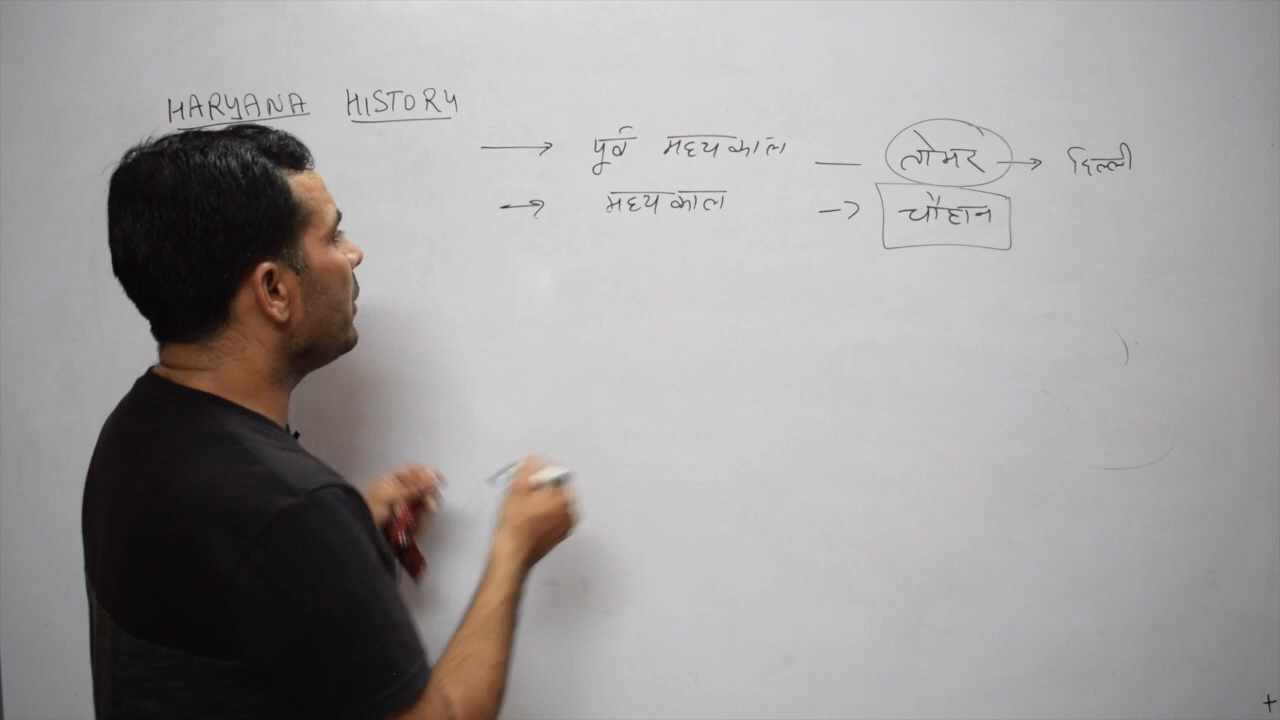 HARYANA HISTORY
→ पूर्व मध्यकाल — तोमर → दिल्ली
→ मध्यकाल → चौहान